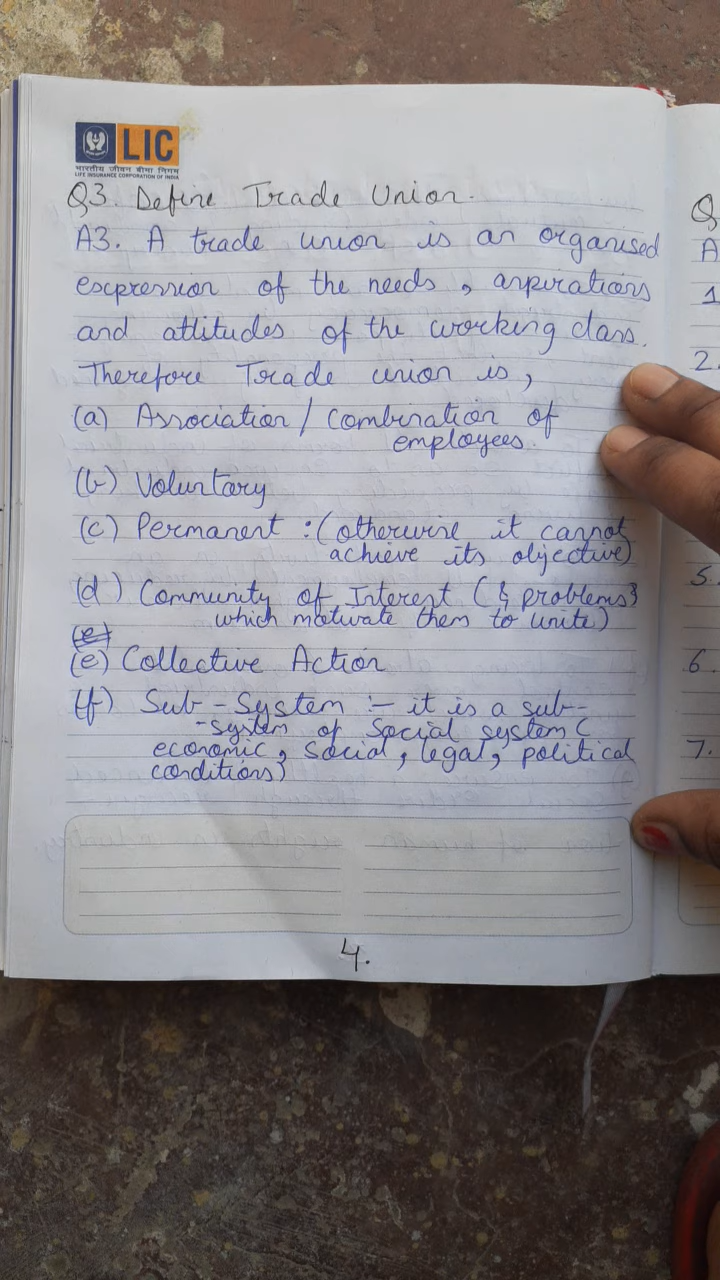 LIC
भारतीय जीवन बीमा निगम
LIFE INSURANCE CORPORATION OF INDIA
Q3. Define Trade Union.
A3. A trade union is an organised
expression of the needs, aspirations
and attitudes of the working class.
Therefore Trade union is,
(a) Association / Combination of
employees.
(b) Voluntary
(c) Permanent :(otherwise it cannot
achieve its objective)
(d) Community of Interest (& problems
which motivate them to unite)
(e)
(e) Collective Action
(f) Sub-System :- it is a sub-
-system of Social system (
economic, social, legal, political
conditions)
4.
Q
A
1
2.
5.
6.
7.